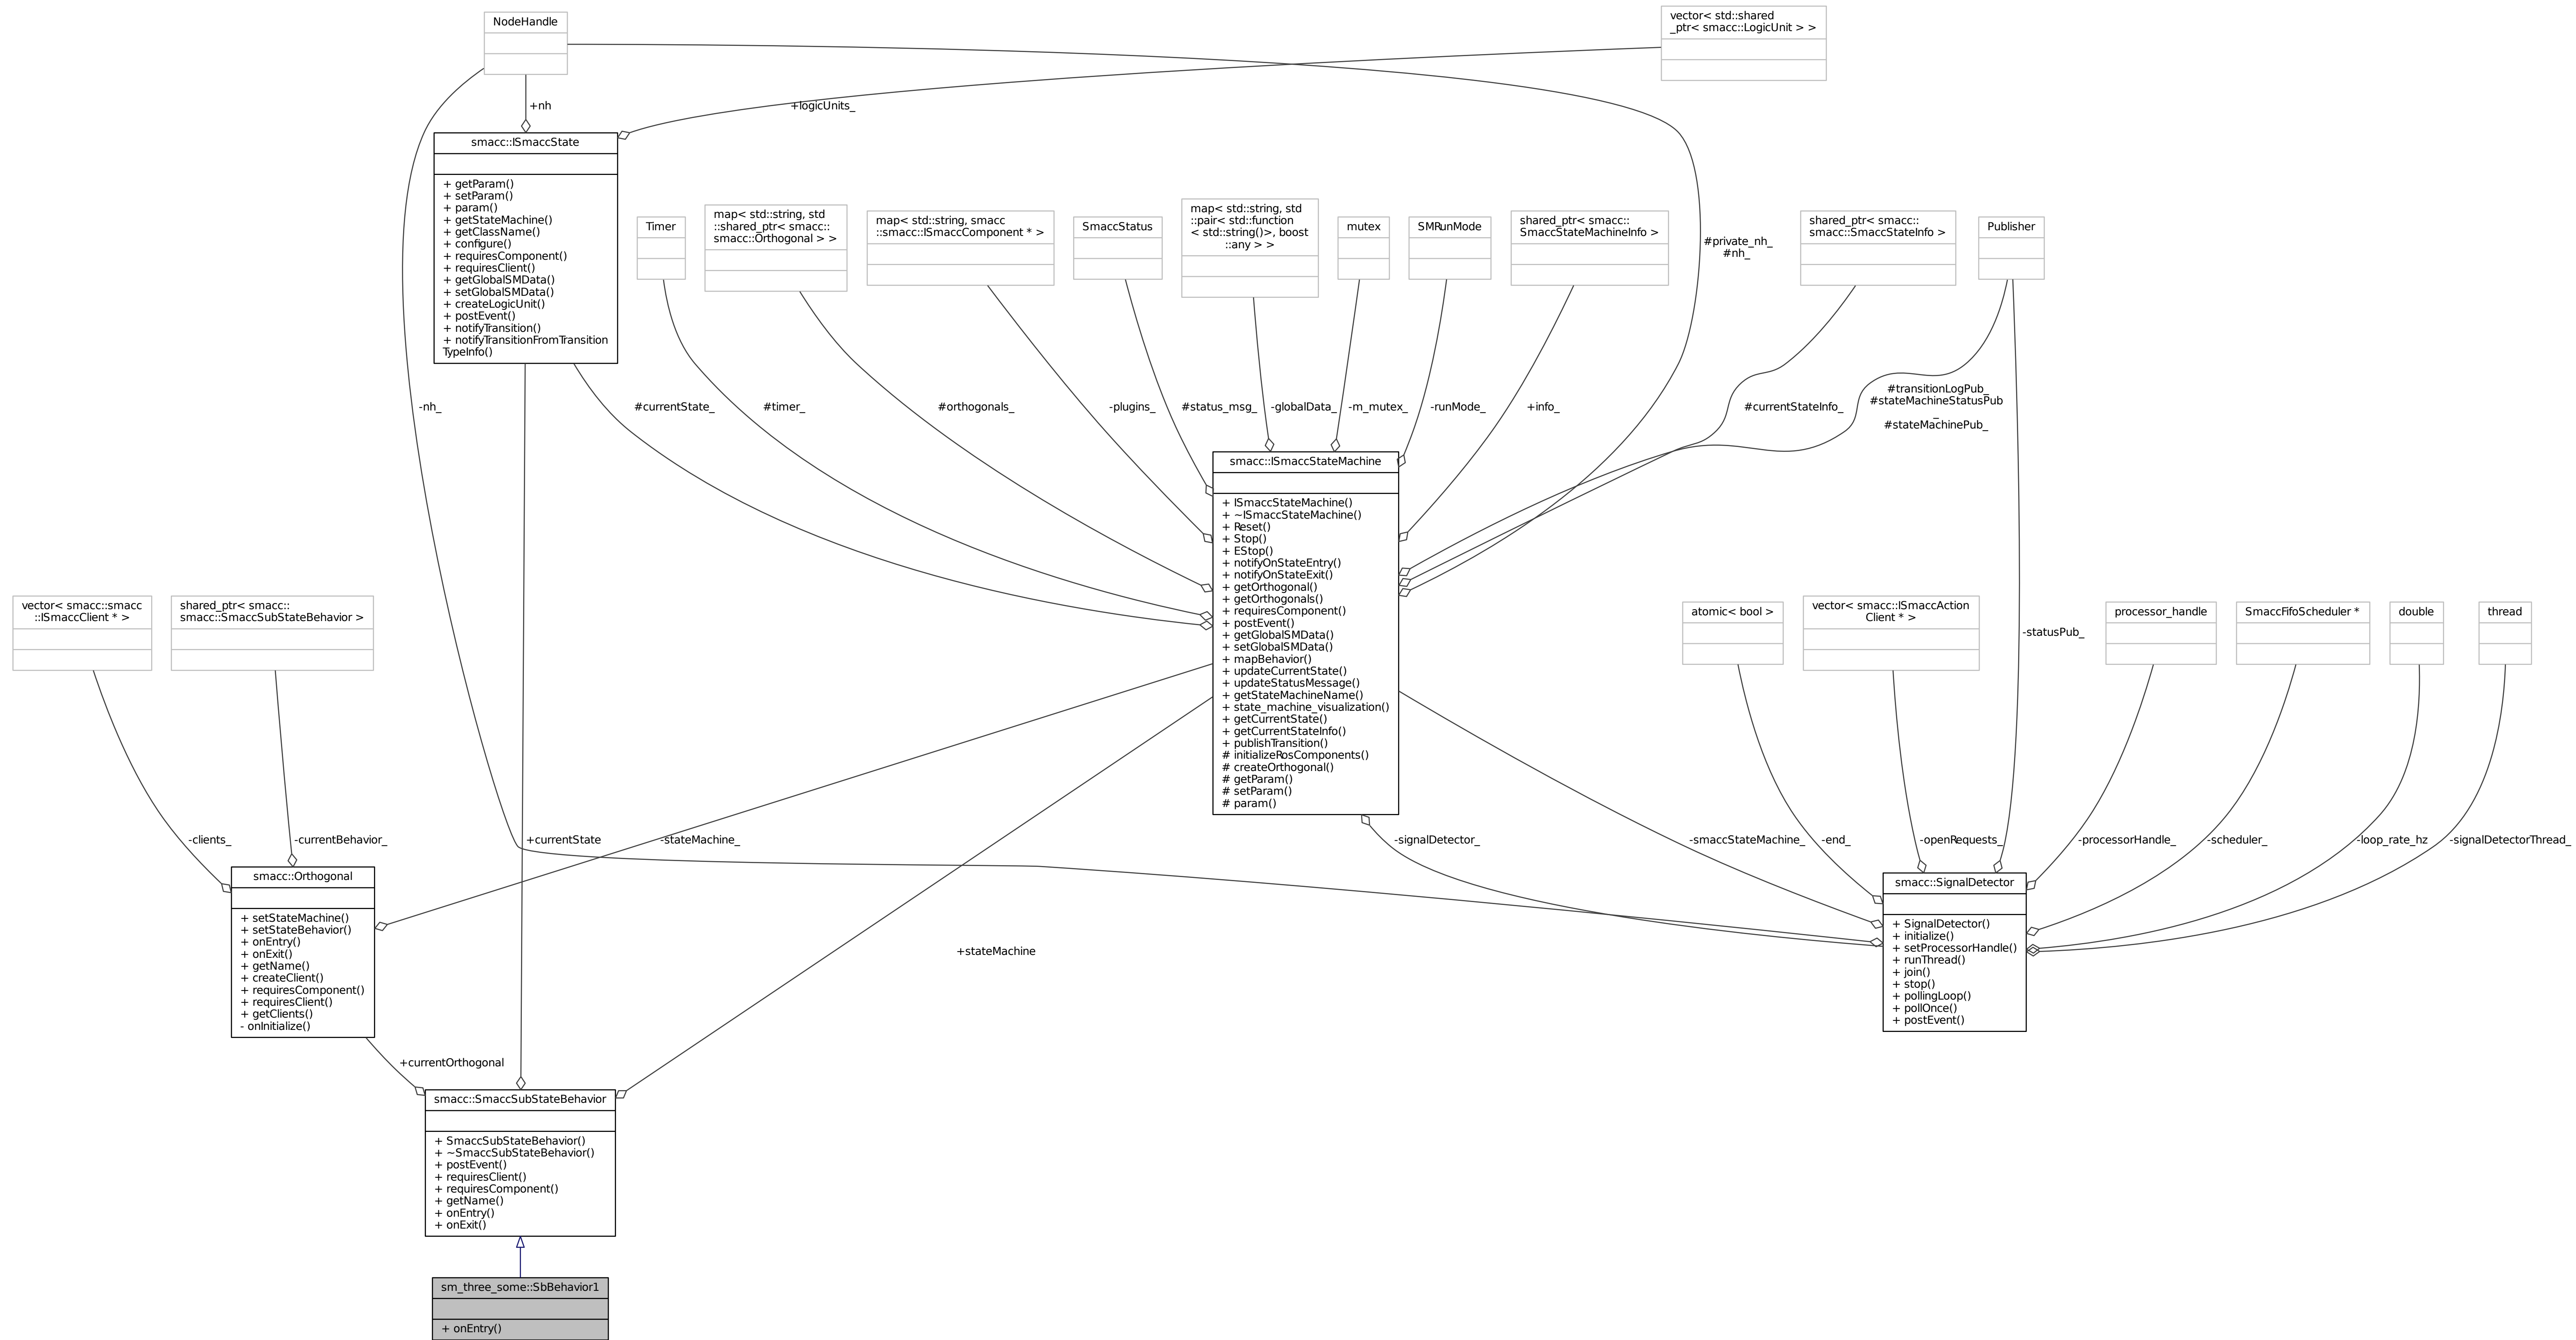 NodeHandle
vector< std::shared
_ptr< smacc::LogicUnit > >
+nh
+logicUnits_
smacc::ISmaccState
+ getParam()
+ setParam()
+ param()
+ getStateMachine()
+ getClassName()
+ configure()
+ requiresComponent()
+ requiresClient()
+ getGlobalSMData()
+ setGlobalSMData()
+ createLogicUnit()
+ postEvent()
+ notifyTransition()
+ notifyTransitionFromTransition
TypeInfo()
Timer
map< std::string, std
::shared_ptr< smacc::
smacc::Orthogonal > >
map< std::string, smacc
::smacc::ISmaccComponent * >
SmaccStatus
map< std::string, std
::pair< std::function
< std::string()>, boost
::any > >
mutex
SMRunMode
shared_ptr< smacc::
SmaccStateMachineInfo >
#private_nh_
#nh_
shared_ptr< smacc::
smacc::SmaccStateInfo >
Publisher
-nh_
#currentState_
#timer_
#orthogonals_
-plugins_
#status_msg_
-globalData_
-m_mutex_
-runMode_
+info_
#currentStateInfo_
#transitionLogPub_
#stateMachineStatusPub
_
#stateMachinePub_
smacc::ISmaccStateMachine
+ ISmaccStateMachine()
+ ~ISmaccStateMachine()
+ Reset()
+ Stop()
+ EStop()
+ notifyOnStateEntry()
+ notifyOnStateExit()
+ getOrthogonal()
+ getOrthogonals()
+ requiresComponent()
+ postEvent()
+ getGlobalSMData()
+ setGlobalSMData()
+ mapBehavior()
+ updateCurrentState()
+ updateStatusMessage()
+ getStateMachineName()
+ state_machine_visualization()
+ getCurrentState()
+ getCurrentStateInfo()
+ publishTransition()
# initializeRosComponents()
# createOrthogonal()
# getParam()
# setParam()
# param()
vector< smacc::smacc
::ISmaccClient * >
shared_ptr< smacc::
smacc::SmaccSubStateBehavior >
atomic< bool >
vector< smacc::ISmaccAction
Client * >
-statusPub_
processor_handle
SmaccFifoScheduler *
double
thread
-clients_
-currentBehavior_
+currentState
-stateMachine_
-signalDetector_
-smaccStateMachine_
-end_
-openRequests_
-processorHandle_
-scheduler_
-loop_rate_hz
-signalDetectorThread_
smacc::Orthogonal
+ setStateMachine()
+ setStateBehavior()
+ onEntry()
+ onExit()
+ getName()
+ createClient()
+ requiresComponent()
+ requiresClient()
+ getClients()
- onInitialize()
smacc::SignalDetector
+ SignalDetector()
+ initialize()
+ setProcessorHandle()
+ runThread()
+ join()
+ stop()
+ pollingLoop()
+ pollOnce()
+ postEvent()
+stateMachine
+currentOrthogonal
smacc::SmaccSubStateBehavior
+ SmaccSubStateBehavior()
+ ~SmaccSubStateBehavior()
+ postEvent()
+ requiresClient()
+ requiresComponent()
+ getName()
+ onEntry()
+ onExit()
sm_three_some::SbBehavior1
+ onEntry()